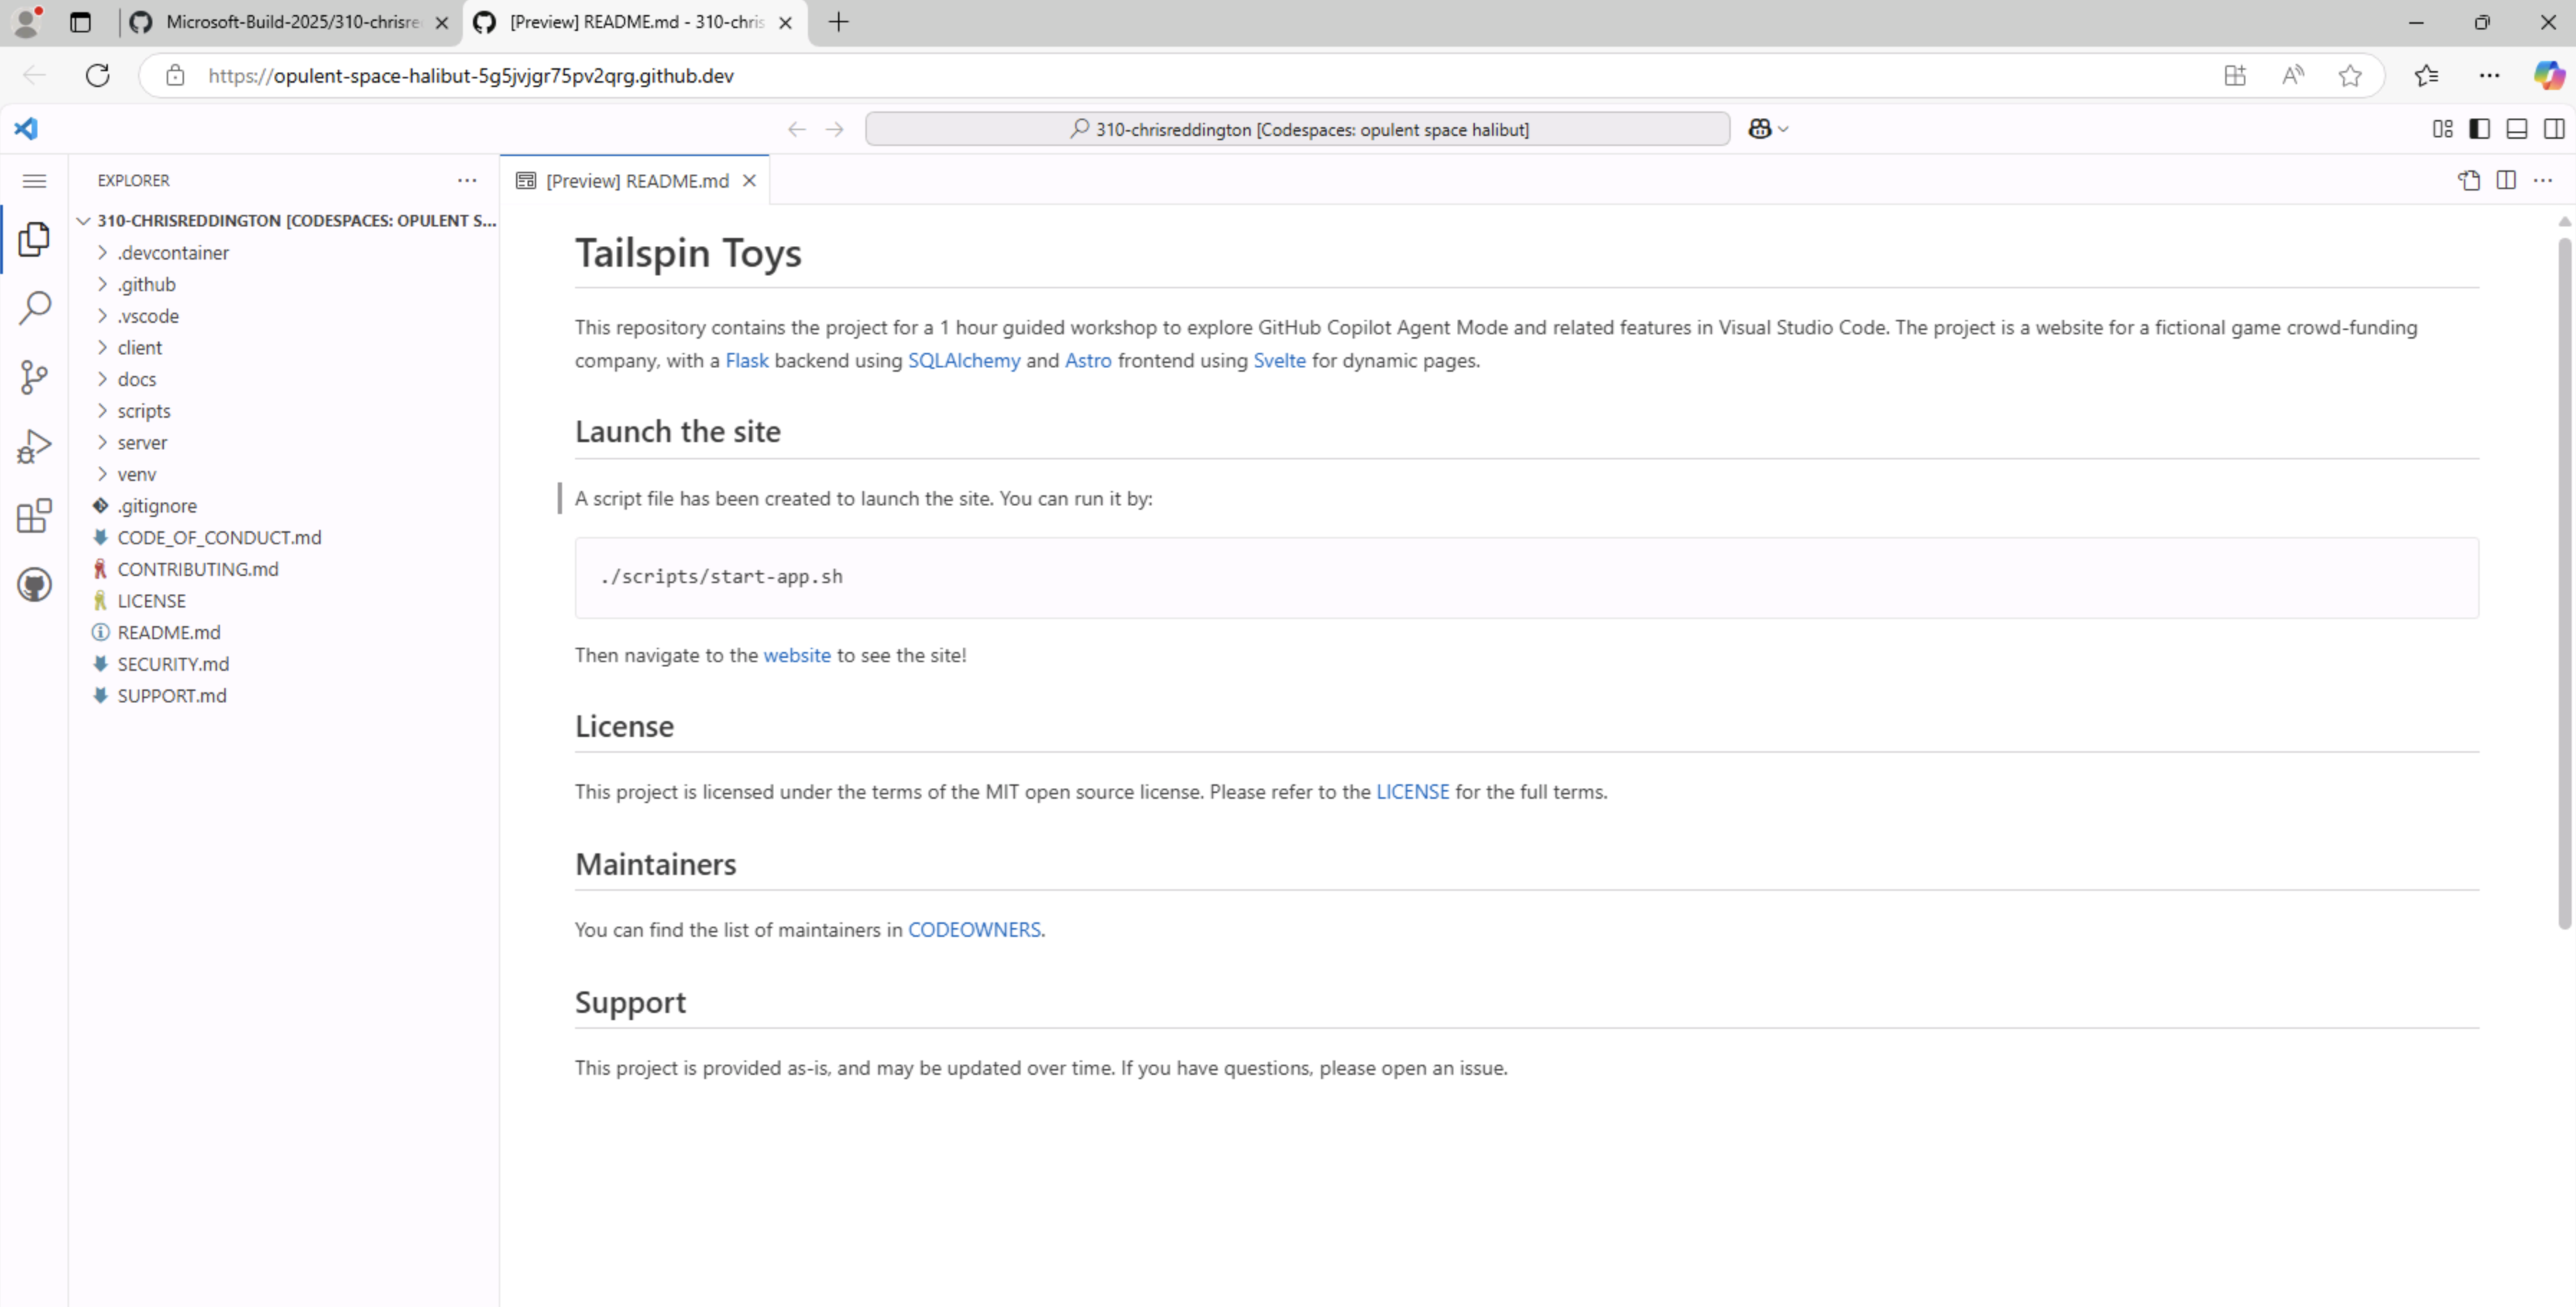 Microsoft-Build-2025/310-chrisre
[Preview] README.md - 310-chris
https://opulent-space-halibut-5g5jvjgr75pv2qrg.github.dev
310-chrisreddington [Codespaces: opulent space halibut]
EXPLORER
310-CHRISREDDINGTON [CODESPACES: OPULENT S...
.devcontainer
.github
.vscode
client
docs
scripts
server
venv
.gitignore
CODE_OF_CONDUCT.md
CONTRIBUTING.md
LICENSE
README.md
SECURITY.md
SUPPORT.md
[Preview] README.md
Tailspin Toys
This repository contains the project for a 1 hour guided workshop to explore GitHub Copilot Agent Mode and related features in Visual Studio Code. The project is a website for a fictional game crowd-funding
company, with a Flask backend using SQLAlchemy and Astro frontend using Svelte for dynamic pages.
Launch the site
A script file has been created to launch the site. You can run it by:
./scripts/start-app.sh
Then navigate to the website to see the site!
License
This project is licensed under the terms of the MIT open source license. Please refer to the LICENSE for the full terms.
Maintainers
You can find the list of maintainers in CODEOWNERS.
Support
This project is provided as-is, and may be updated over time. If you have questions, please open an issue.